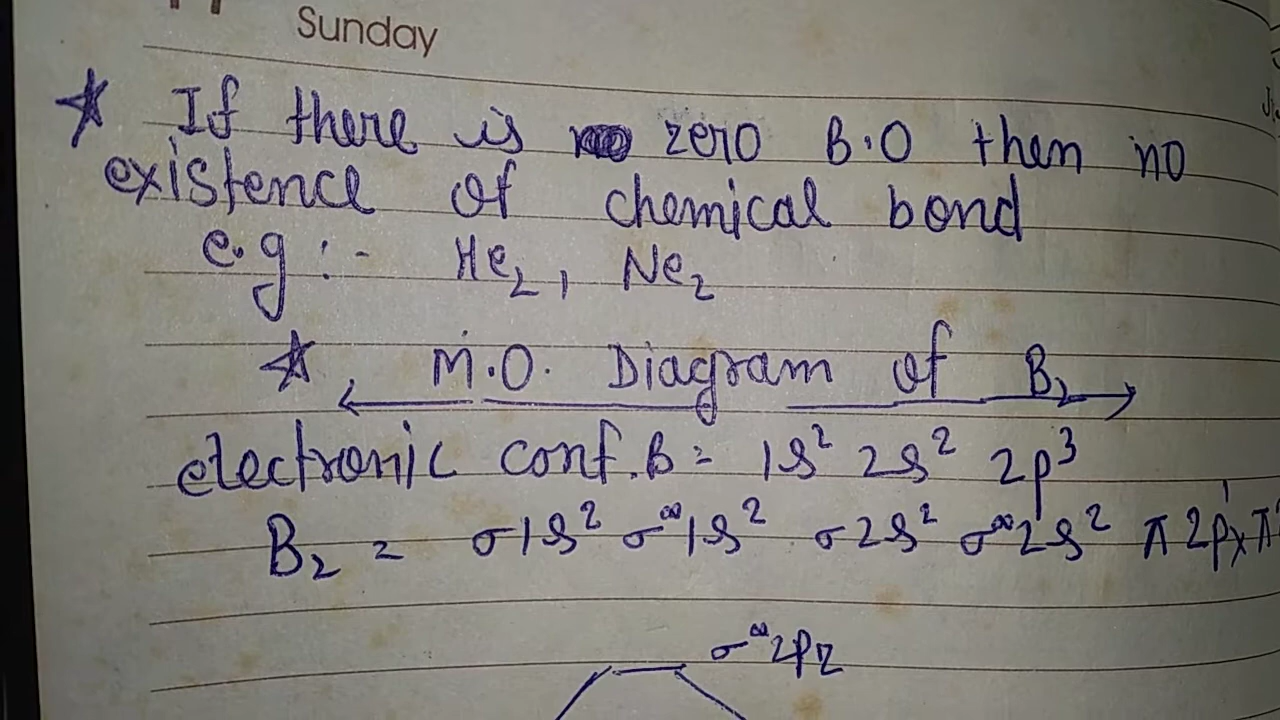 Sunday
★ If there is zero B.O then no
existence of chemical bond
e.g :- He₂, Ne₂
★ M.O. Diagram of B₂
electronic conf. B = 1s² 2s² 2p³
B₂ = σ1s² σ*1s² σ2s² σ*2s² π2p¹x π
σ*2pz